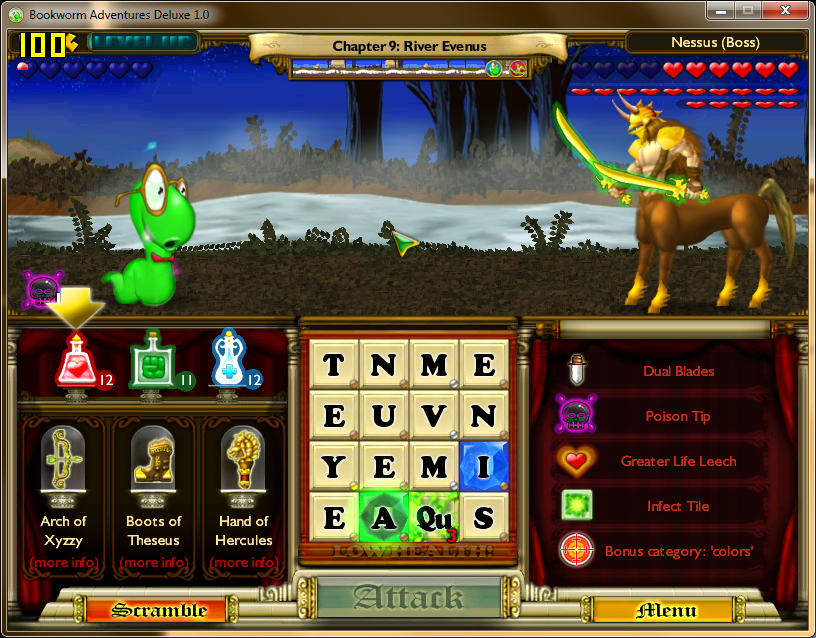 Bookworm Adventures Deluxe 1.0
100%
LEVEL UP
Chapter 9: River Evenus
Nessus (Boss)
12
11
12
T N M E
E U V N
Y E M I
E A Qu S
3
LOW HEALTH
Arch of
Xyzzy
(more info)
Boots of
Theseus
(more info)
Hand of
Hercules
(more info)
Dual Blades
Poison Tip
Greater Life Leech
Infect Tile
Bonus category: 'colors'
Scramble
Attack
Menu